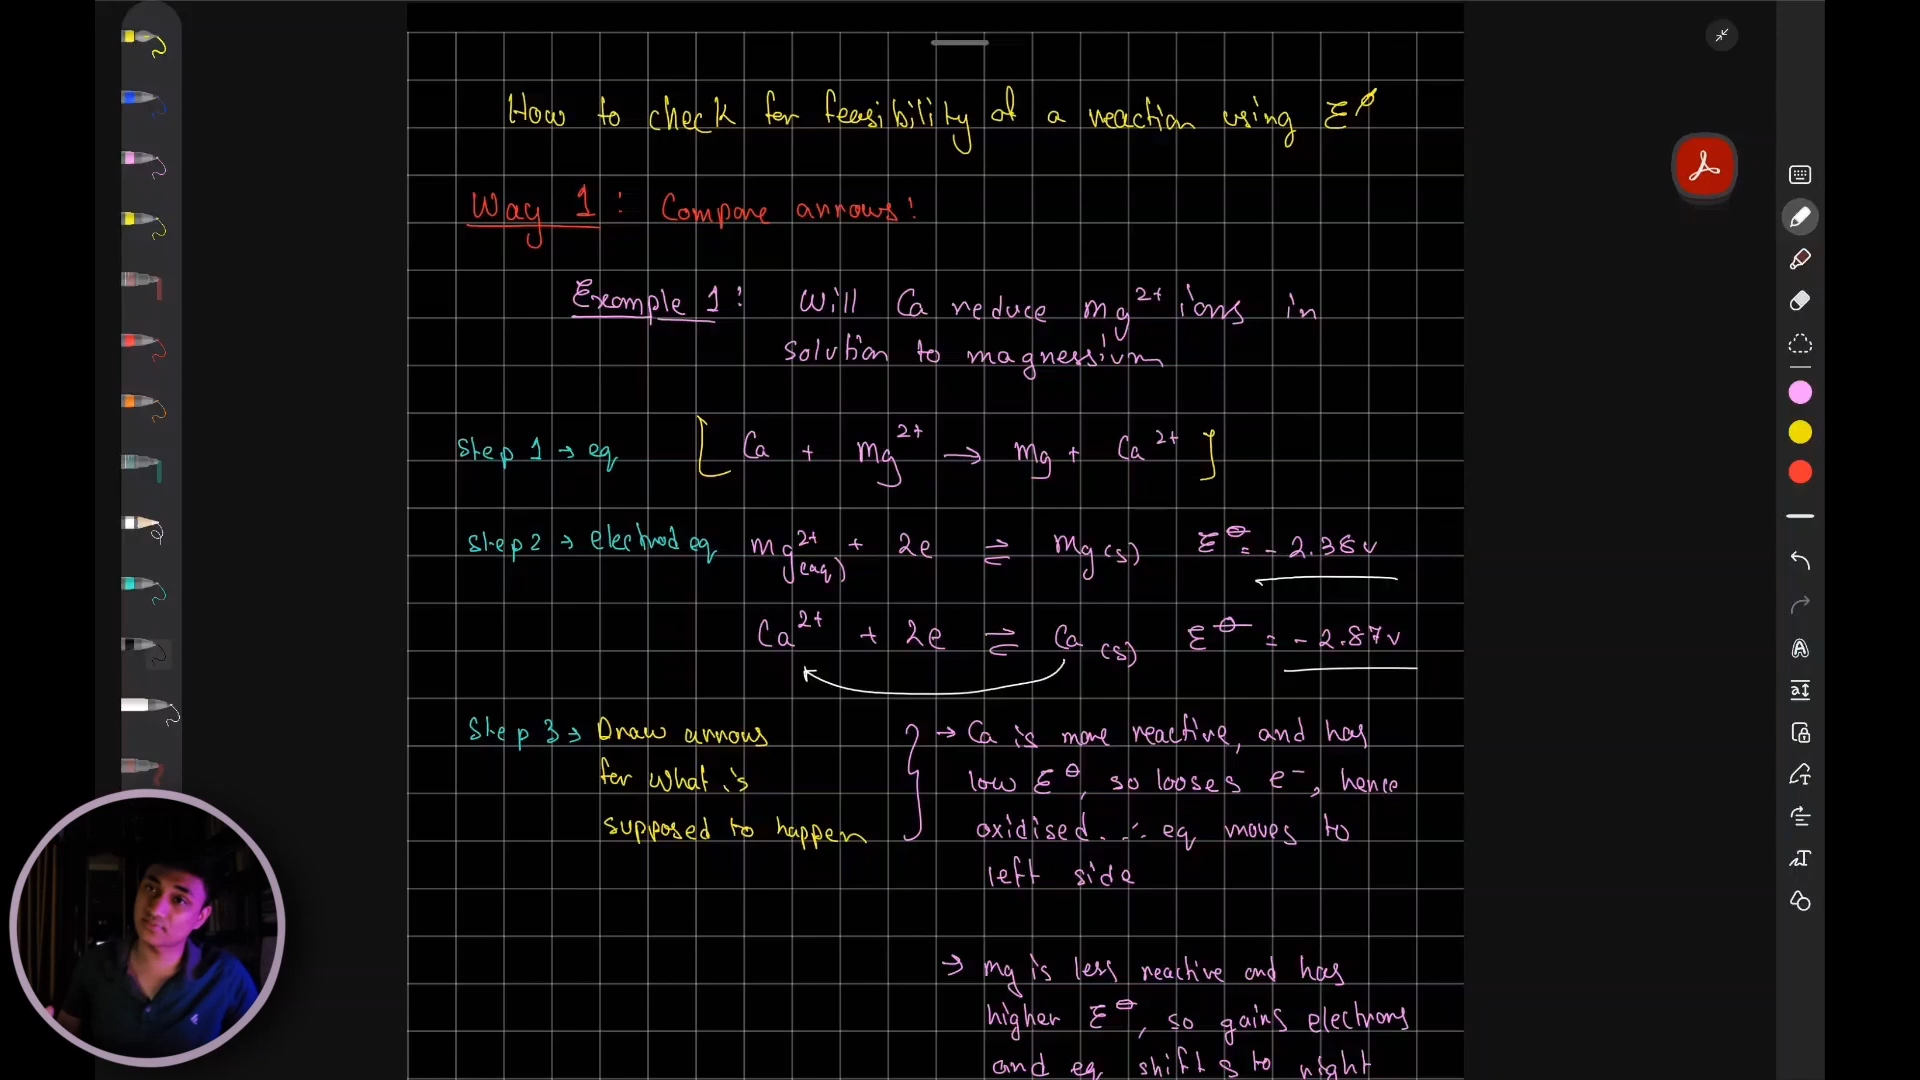 How to check for feasibility of a reaction using E⦵
Way 1: Compare arrows!
Example 1: Will Ca reduce Mg²⁺ ions in
solution to magnessium
Step 1 → eq [ Ca + Mg²⁺ → Mg + Ca²⁺ ]
Step 2 → electrod eq Mg²⁺(aq) + 2e ⇌ Mg(s) E⦵ = - 2.38v
Ca²⁺ + 2e ⇌ Ca(s) E⦵ = - 2.87v
Step 3 → Draw arrows
for what is
supposed to happen
→ Ca is more reactive, and has
low E⦵, so looses e⁻, hence
oxidised. ∴ eq moves to
left side
→ Mg is less reactive and has
higher E⦵, so gains electrons
and eq shifts to right